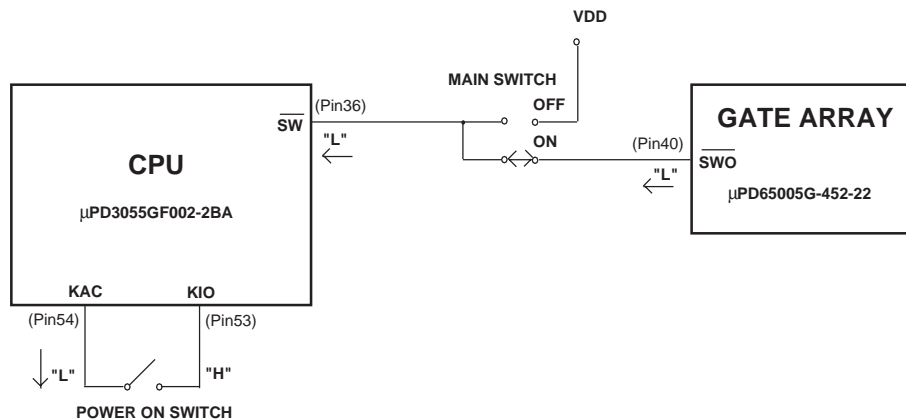 VDD
MAIN SWITCH
OFF
ON
(Pin36)
SW
"L"
CPU
µPD3055GF002-2BA
KAC
KIO
(Pin54)
(Pin53)
"L"
"H"
POWER ON SWITCH
GATE ARRAY
(Pin40)
SWO
"L"
µPD65005G-452-22